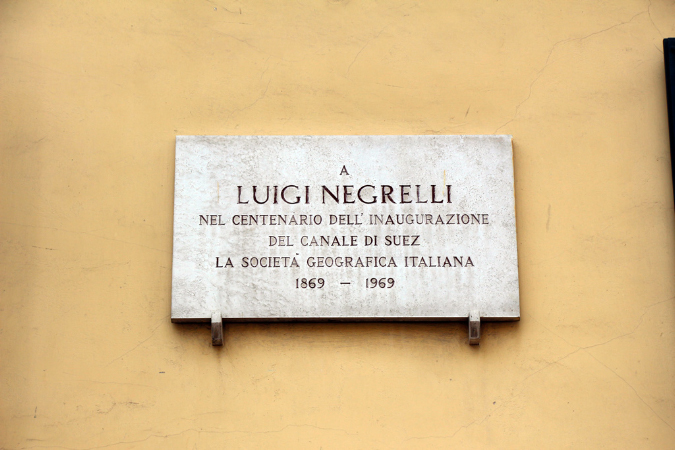 A
LUIGI NEGRELLI
NEL CENTENARIO DELL'INAUGURAZIONE
DEL CANALE DI SUEZ
LA SOCIETÀ GEOGRAFICA ITALIANA
1869 — 1969